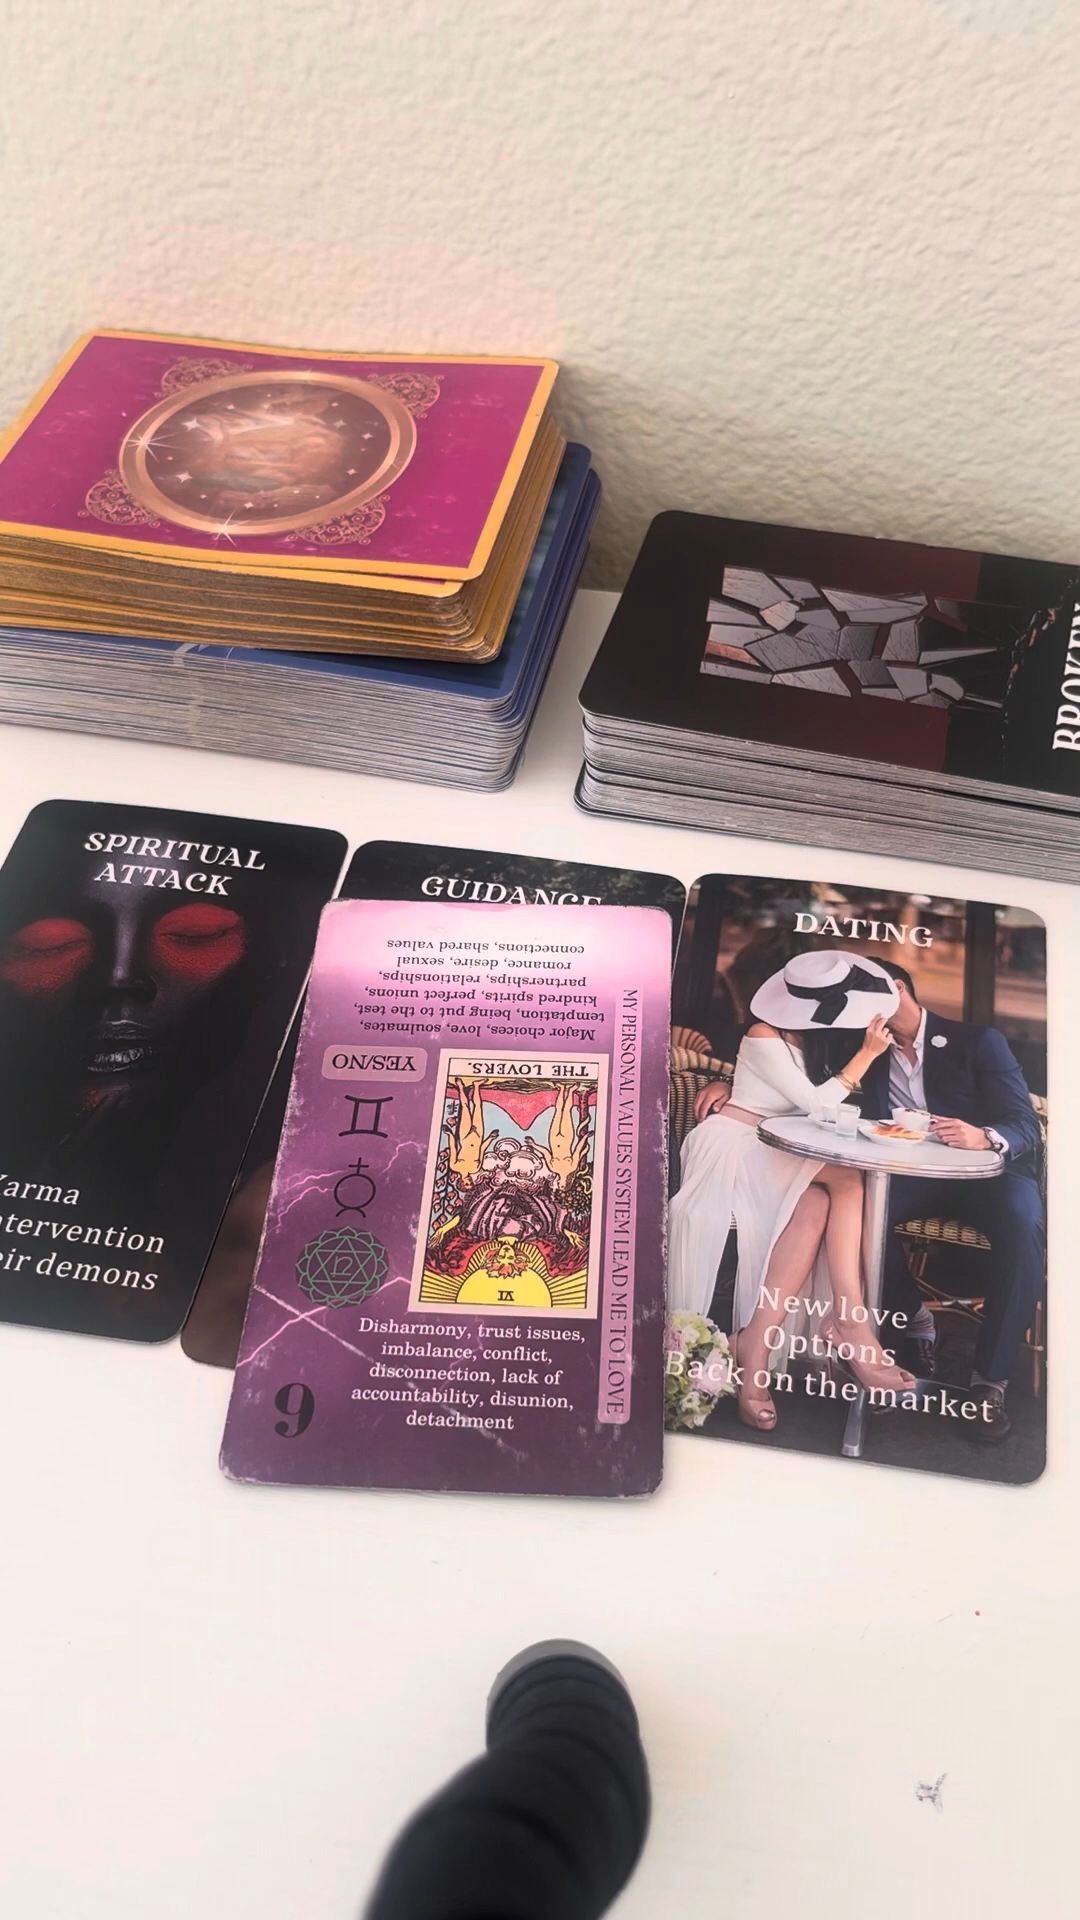 BROKEN
SPIRITUAL
ATTACK
Karma
ntervention
eir demons
GUIDANCE
Major choices, love, soulmates,
temptation, being put to the test,
kindred spirits, perfect unions,
partnerships, relationships,
romance, desire, sexual
connections, shared values
YES/NO
THE LOVERS.
VI
MY PERSONAL VALUES SYSTEM LEAD ME TO LOVE
Disharmony, trust issues,
imbalance, conflict,
disconnection, lack of
accountability, disunion,
detachment
6
DATING
New love
Options
Back on the market